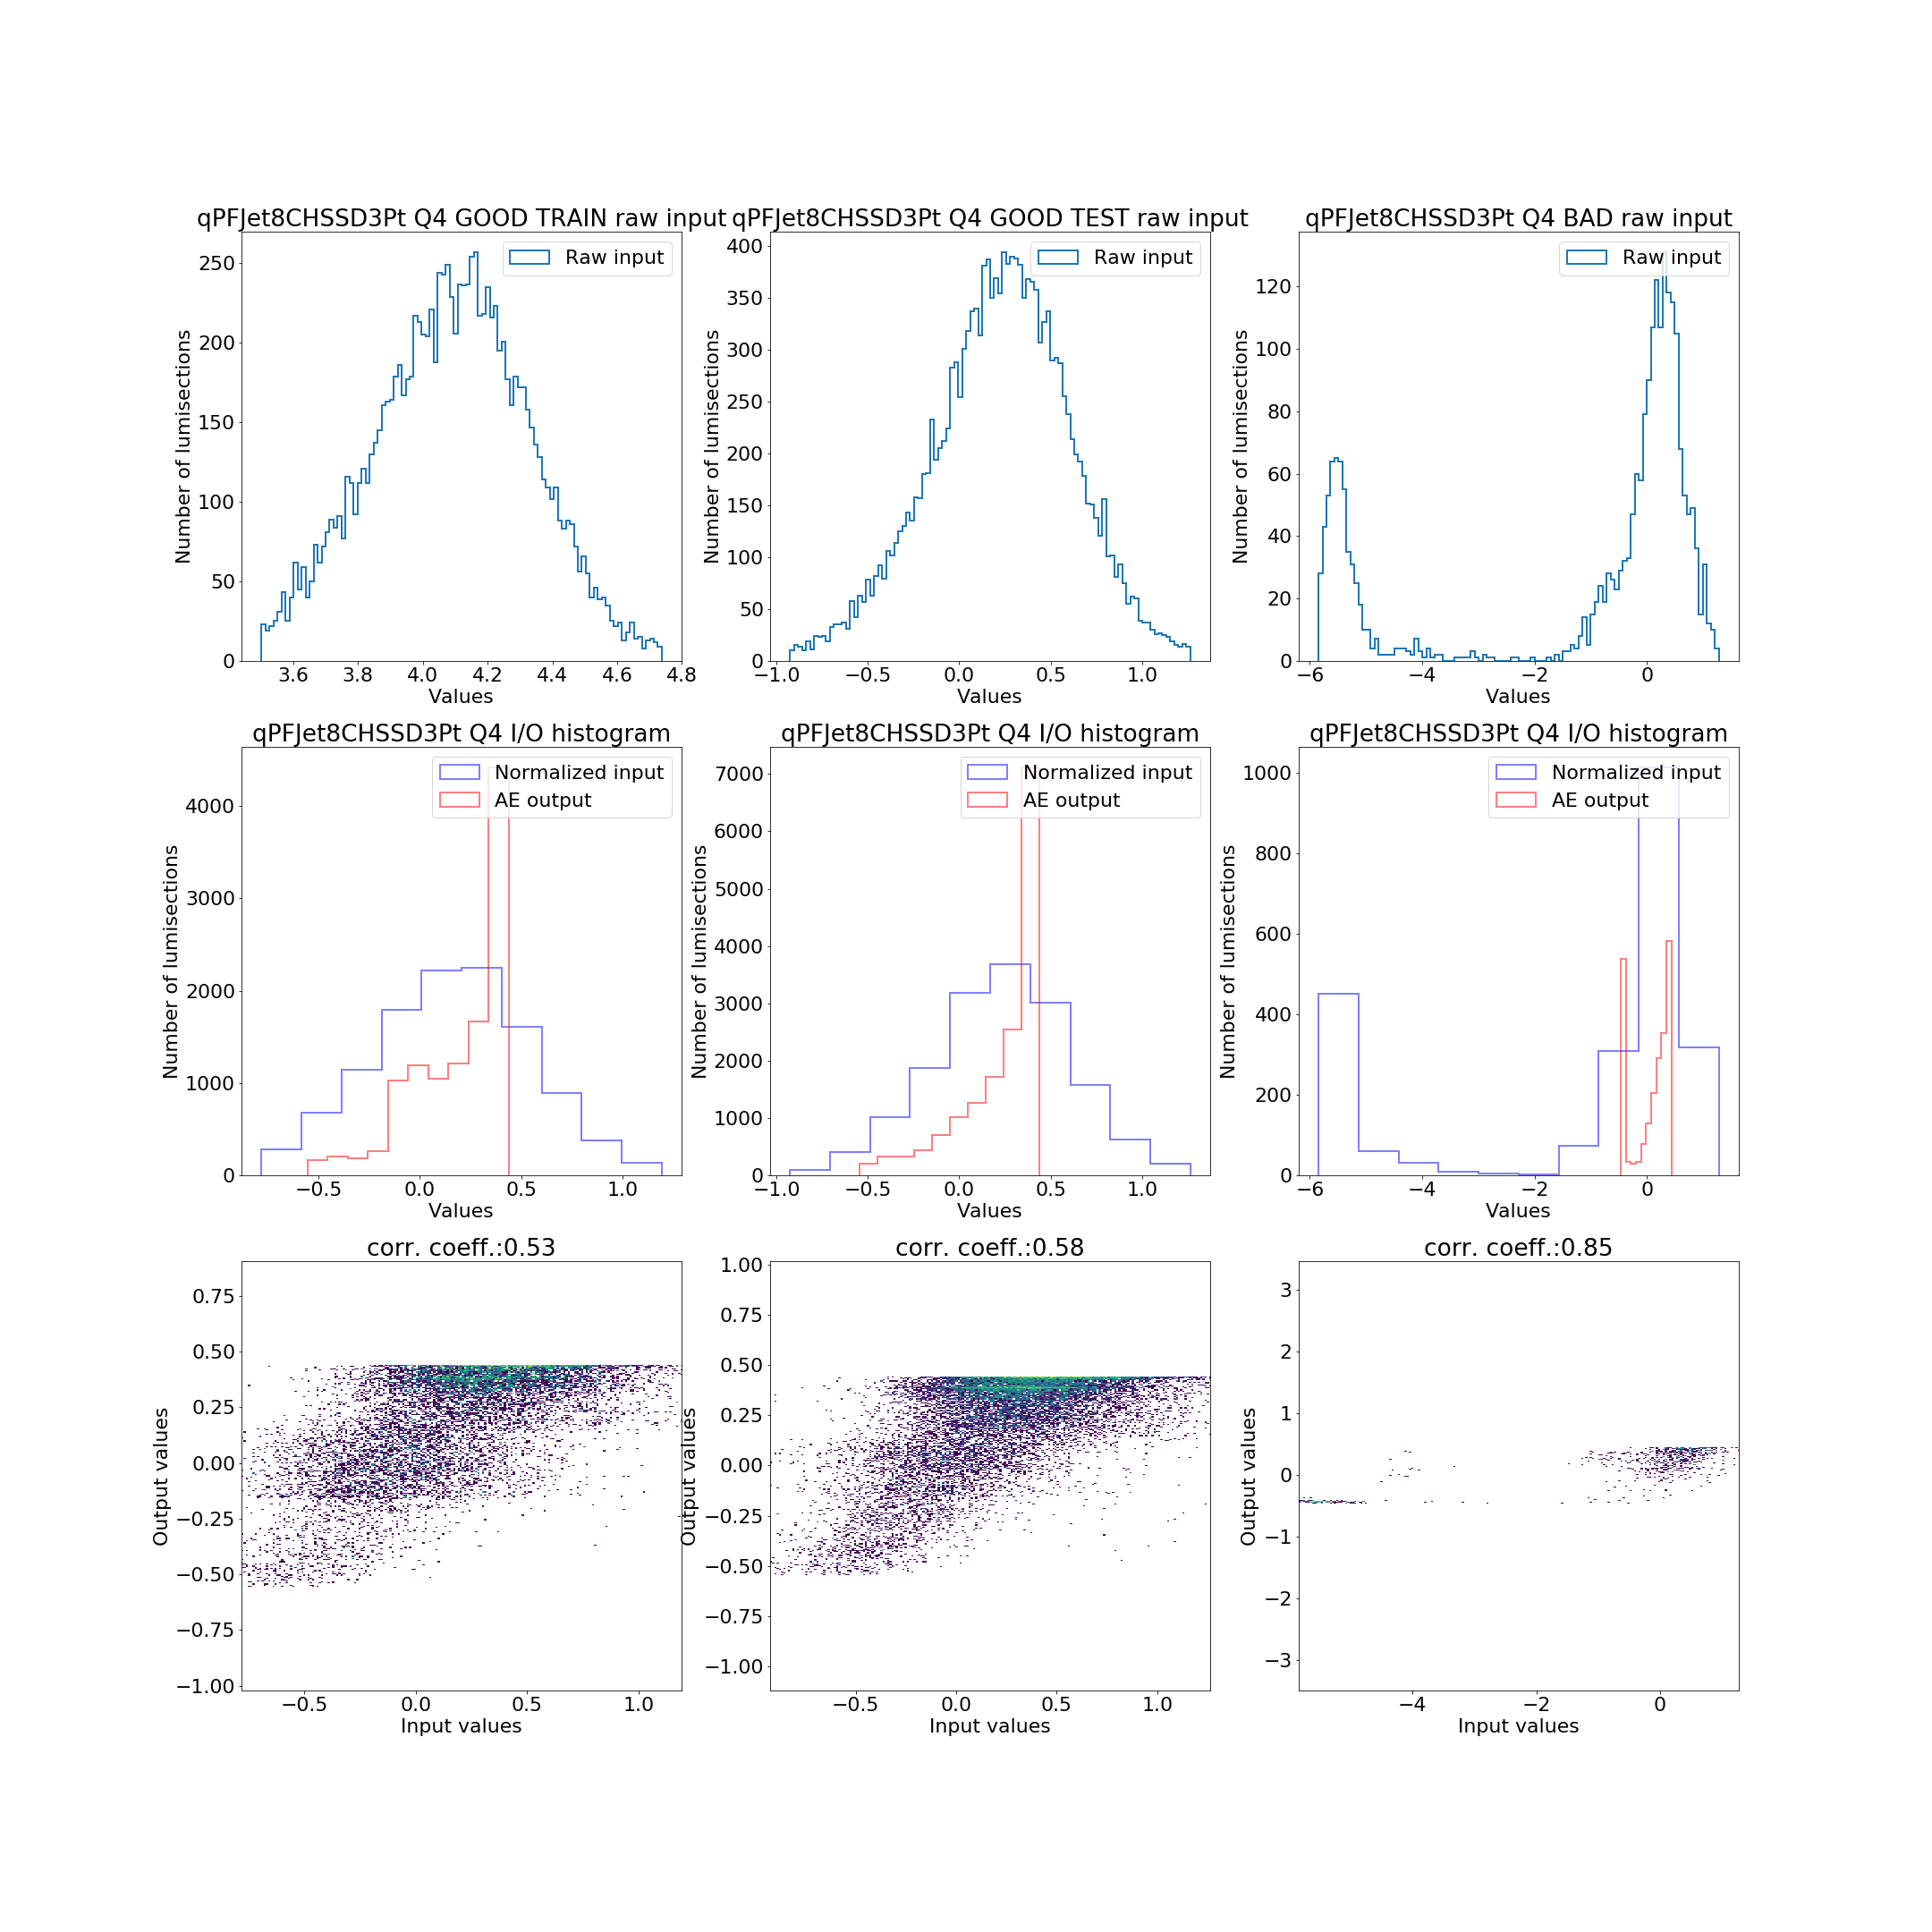 qPFJet8CHSSD3Pt Q4 GOOD TRAIN raw input
Raw input
Number of lumisections
250
200
150
100
50
0
3.6 3.8 4.0 4.2 4.4 4.6 4.8
Values
qPFJet8CHSSD3Pt Q4 GOOD TEST raw input
Raw input
Number of lumisections
400
350
300
250
200
150
100
50
0
−1.0 −0.5 0.0 0.5 1.0
Values
qPFJet8CHSSD3Pt Q4 BAD raw input
Raw input
Number of lumisections
120
100
80
60
40
20
0
−6 −4 −2 0
Values
qPFJet8CHSSD3Pt Q4 I/O histogram
Normalized input
AE output
Number of lumisections
4000
3000
2000
1000
0
−0.5 0.0 0.5 1.0
Values
qPFJet8CHSSD3Pt Q4 I/O histogram
Normalized input
AE output
Number of lumisections
7000
6000
5000
4000
3000
2000
1000
0
−1.0 −0.5 0.0 0.5 1.0
Values
qPFJet8CHSSD3Pt Q4 I/O histogram
Normalized input
AE output
Number of lumisections
1000
800
600
400
200
0
−6 −4 −2 0
Values
corr. coeff.:0.53
Output values
0.75
0.50
0.25
0.00
−0.25
−0.50
−0.75
−1.00
−0.5 0.0 0.5 1.0
Input values
corr. coeff.:0.58
Output values
1.00
0.75
0.50
0.25
0.00
−0.25
−0.50
−0.75
−1.00
−0.5 0.0 0.5 1.0
Input values
corr. coeff.:0.85
Output values
3
2
1
0
−1
−2
−3
−4 −2 0
Input values